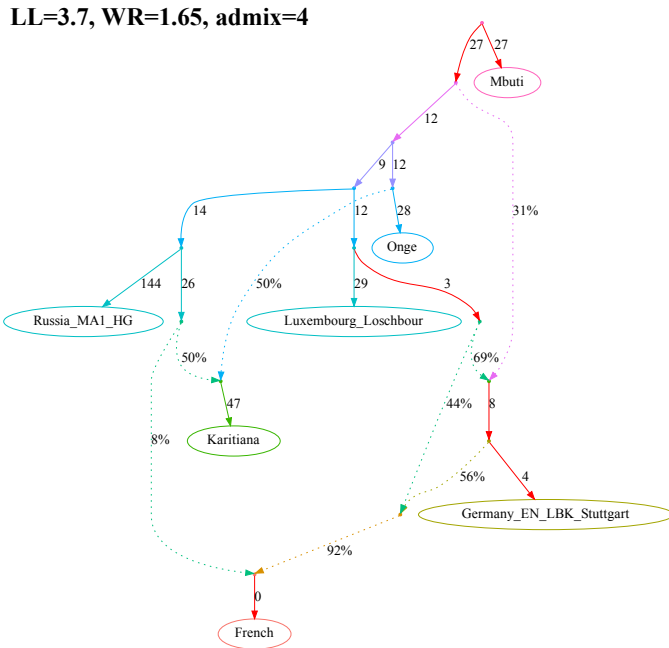 LL=3.7, WR=1.65, admix=4
27 27
Mbuti
12
9 12
14 12 28 31%
Onge
144 26 50% 29 3
Russia_MA1_HG Luxembourg_Loschbour
50% 69%
47 44% 8
8% Karitiana
56% 4
Germany_EN_LBK_Stuttgart
92%
0
French